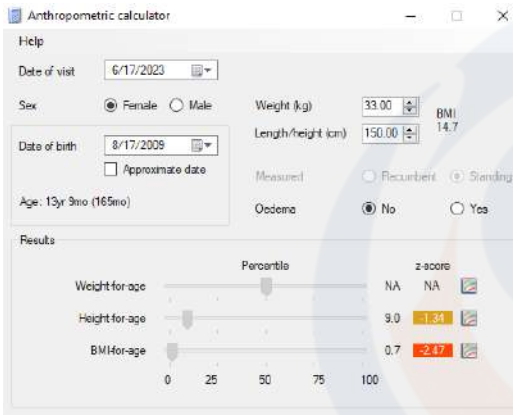 Anthropometric calculator
Help
Date of visit 6/17/2023
Sex Female Male Weight (kg) 33.00 BMI
Length/height (cm) 150.00 14.7
Date of birth 8/17/2009
Approximate date
Measured Recumbent Standing
Age: 13yr 9mo (165mo)
Oedema No Yes
Results
Percentile z-score
Weight-for-age NA NA
Height-for-age 9.0 -1.34
BMI-for-age 0.7 -2.47
0 25 50 75 100